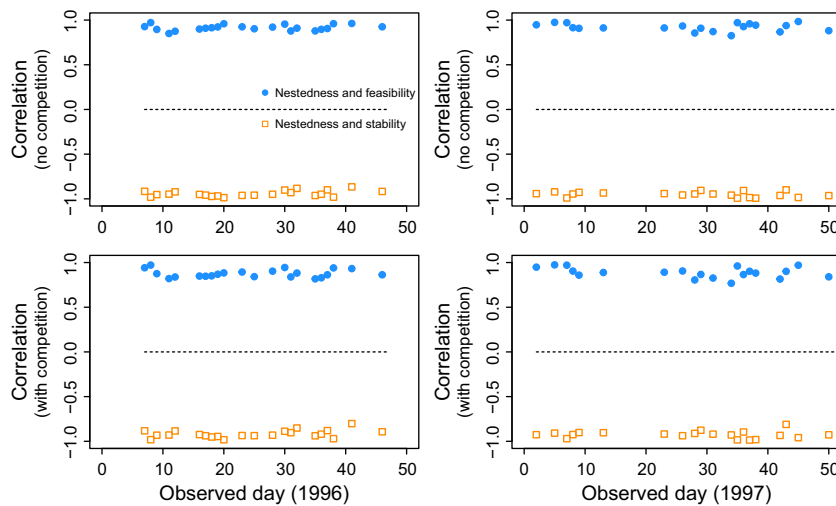 Correlation
(no competition)
1.0
0.5
0.0
−0.5
−1.0
Nestedness and feasibility
Nestedness and stability
0 10 20 30 40 50
Correlation
(no competition)
1.0
0.5
0.0
−0.5
−1.0
0 10 20 30 40 50
Correlation
(with competition)
1.0
0.5
0.0
−0.5
−1.0
0 10 20 30 40 50
Observed day (1996)
Correlation
(with competition)
1.0
0.5
0.0
−0.5
−1.0
0 10 20 30 40 50
Observed day (1997)